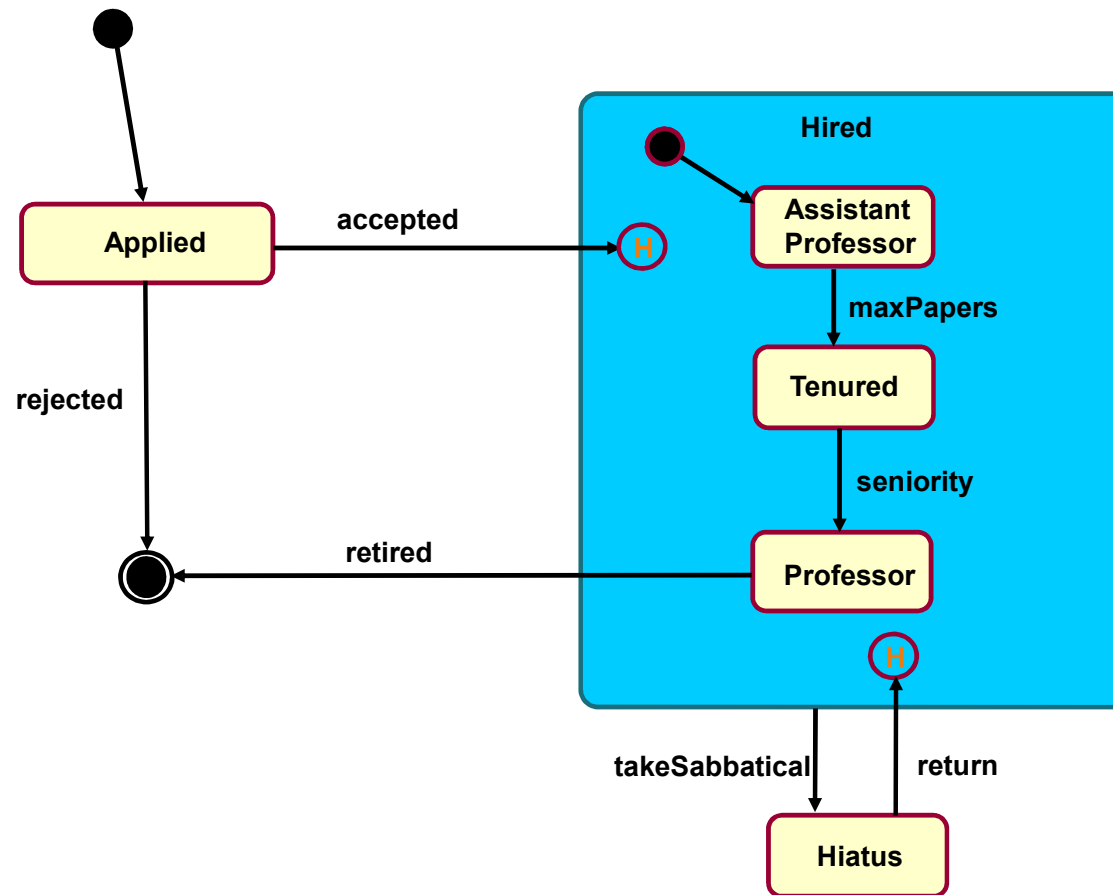 Hired
Applied
accepted
H
Assistant
Professor
maxPapers
Tenured
rejected
seniority
retired
Professor
H
takeSabbatical
return
Hiatus